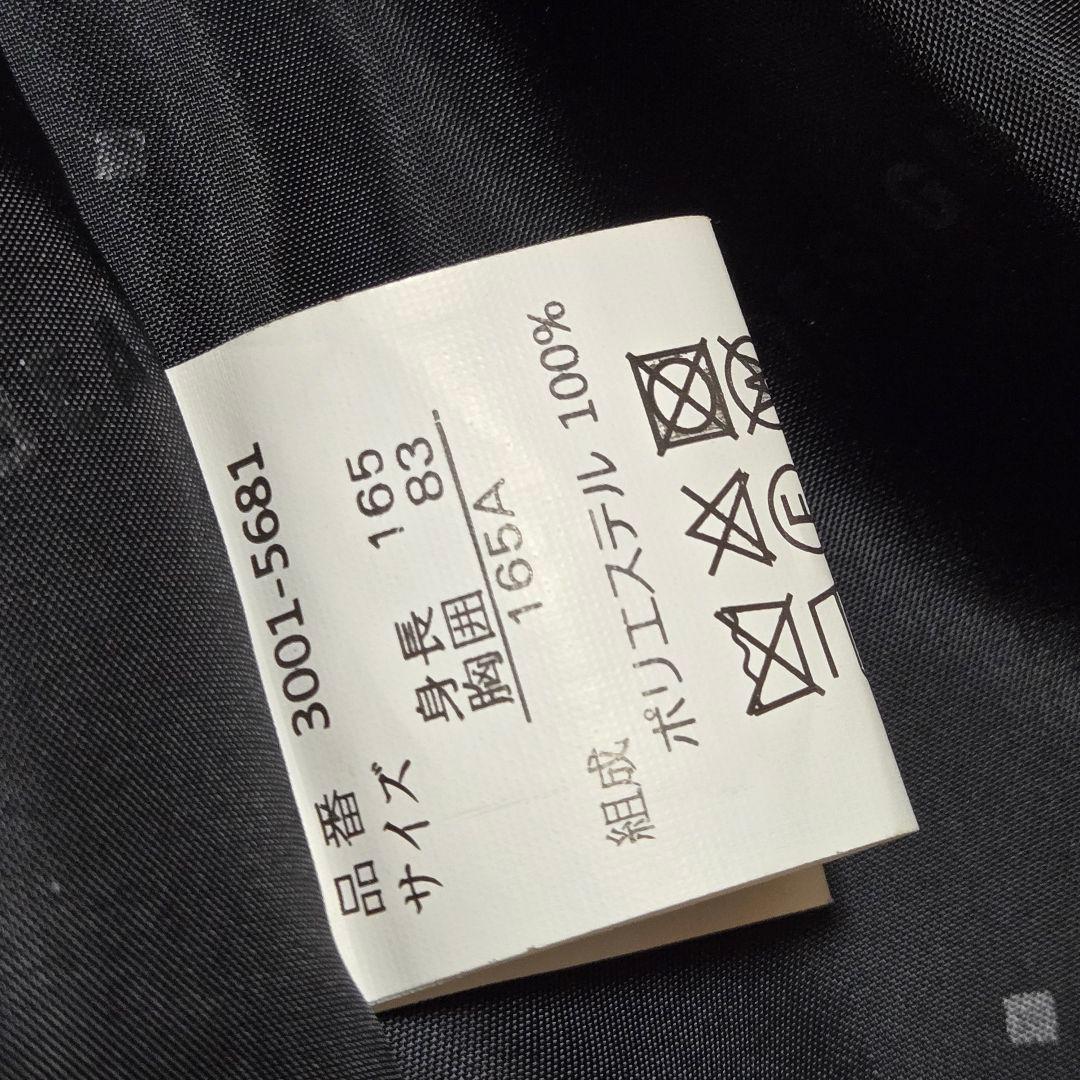 品番 3001-5681
サイズ
身長 165
胸囲 83
165A
組成
ポリエステル 100%
W
F